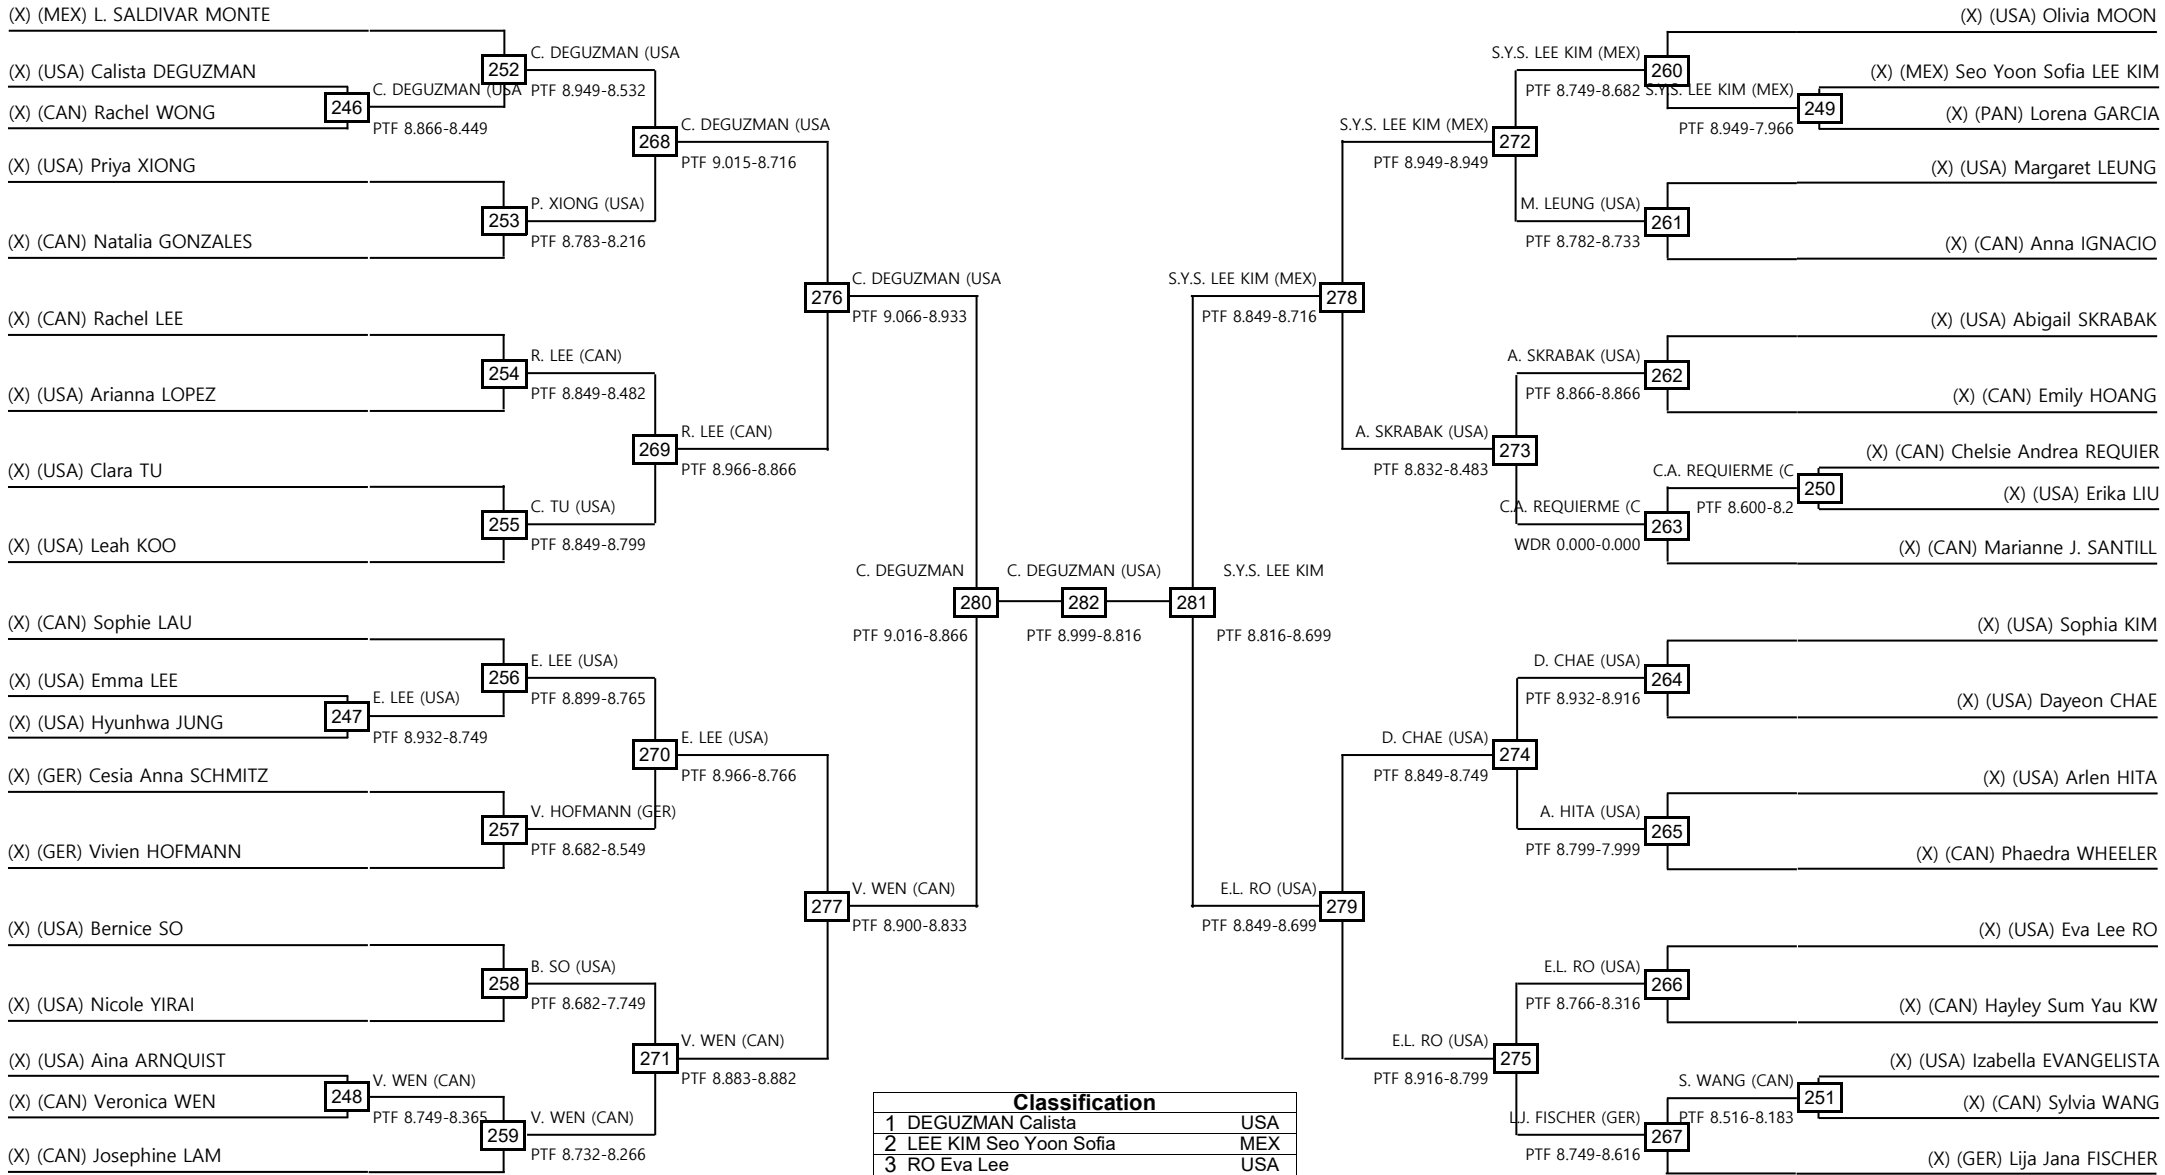 (X) (MEX) L. SALDIVAR MONTE
(X) (USA) Calista DEGUZMAN
(X) (CAN) Rachel WONG
(X) (USA) Priya XIONG
(X) (CAN) Natalia GONZALES
(X) (CAN) Rachel LEE
(X) (USA) Arianna LOPEZ
(X) (USA) Clara TU
(X) (USA) Leah KOO
(X) (CAN) Sophie LAU
(X) (USA) Emma LEE
(X) (USA) Hyunhwa JUNG
(X) (GER) Cesia Anna SCHMITZ
(X) (GER) Vivien HOFMANN
(X) (USA) Bernice SO
(X) (USA) Nicole YIRAI
(X) (USA) Aina ARNQUIST
(X) (CAN) Veronica WEN
(X) (CAN) Josephine LAM
C. DEGUZMAN (USA
246
PTF 8.866-8.449
E. LEE (USA)
247
PTF 8.932-8.749
V. WEN (CAN)
248
PTF 8.749-8.365
C. DEGUZMAN (USA
252
PTF 8.949-8.532
P. XIONG (USA)
253
PTF 8.783-8.216
R. LEE (CAN)
254
PTF 8.849-8.482
C. TU (USA)
255
PTF 8.849-8.799
E. LEE (USA)
256
PTF 8.899-8.765
V. HOFMANN (GER)
257
PTF 8.682-8.549
B. SO (USA)
258
PTF 8.682-7.749
V. WEN (CAN)
259
PTF 8.732-8.266
C. DEGUZMAN (USA
268
PTF 9.015-8.716
R. LEE (CAN)
269
PTF 8.966-8.866
E. LEE (USA)
270
PTF 8.966-8.766
V. WEN (CAN)
271
PTF 8.883-8.882
C. DEGUZMAN (USA
276
PTF 9.066-8.933
V. WEN (CAN)
277
PTF 8.900-8.833
C. DEGUZMAN
280
PTF 9.016-8.866
C. DEGUZMAN (USA)
282
PTF 8.999-8.816
S.Y.S. LEE KIM
281
PTF 8.816-8.699
S.Y.S. LEE KIM (MEX)
278
PTF 8.849-8.716
E.L. RO (USA)
279
PTF 8.849-8.699
S.Y.S. LEE KIM (MEX)
272
PTF 8.949-8.949
A. SKRABAK (USA)
273
PTF 8.832-8.483
D. CHAE (USA)
274
PTF 8.849-8.749
E.L. RO (USA)
275
PTF 8.916-8.799
S.Y.S. LEE KIM (MEX)
260
PTF 8.749-8.682
M. LEUNG (USA)
261
PTF 8.782-8.733
A. SKRABAK (USA)
262
PTF 8.866-8.866
C.A. REQUIERME (C
263
WDR 0.000-0.000
D. CHAE (USA)
264
PTF 8.932-8.916
A. HITA (USA)
265
PTF 8.799-7.999
E.L. RO (USA)
266
PTF 8.766-8.316
L.J. FISCHER (GER)
267
PTF 8.749-8.616
S.Y.S. LEE KIM (MEX)
249
PTF 8.949-7.966
C.A. REQUIERME (C
250
PTF 8.600-8.2
S. WANG (CAN)
251
PTF 8.516-8.183
(X) (USA) Olivia MOON
(X) (MEX) Seo Yoon Sofia LEE KIM
(X) (PAN) Lorena GARCIA
(X) (USA) Margaret LEUNG
(X) (CAN) Anna IGNACIO
(X) (USA) Abigail SKRABAK
(X) (CAN) Emily HOANG
(X) (CAN) Chelsie Andrea REQUIER
(X) (USA) Erika LIU
(X) (CAN) Marianne J. SANTILL
(X) (USA) Sophia KIM
(X) (USA) Dayeon CHAE
(X) (USA) Arlen HITA
(X) (CAN) Phaedra WHEELER
(X) (USA) Eva Lee RO
(X) (CAN) Hayley Sum Yau KW
(X) (USA) Izabella EVANGELISTA
(X) (CAN) Sylvia WANG
(X) (GER) Lija Jana FISCHER
Classification
1 DEGUZMAN Calista USA
2 LEE KIM Seo Yoon Sofia MEX
3 RO Eva Lee USA